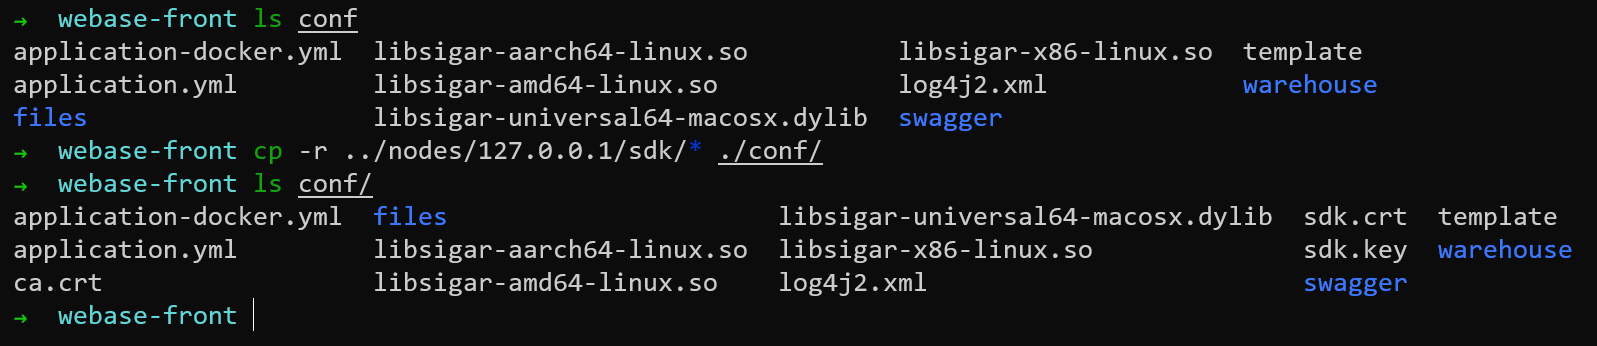 → webase-front ls conf
application-docker.yml libsigar-aarch64-linux.so libsigar-x86-linux.so template
application.yml libsigar-amd64-linux.so log4j2.xml warehouse
files libsigar-universal64-macosx.dylib swagger
→ webase-front cp -r ../nodes/127.0.0.1/sdk/* ./conf/
→ webase-front ls conf/
application-docker.yml files libsigar-universal64-macosx.dylib sdk.crt template
application.yml libsigar-aarch64-linux.so libsigar-x86-linux.so sdk.key warehouse
ca.crt libsigar-amd64-linux.so log4j2.xml swagger
→ webase-front